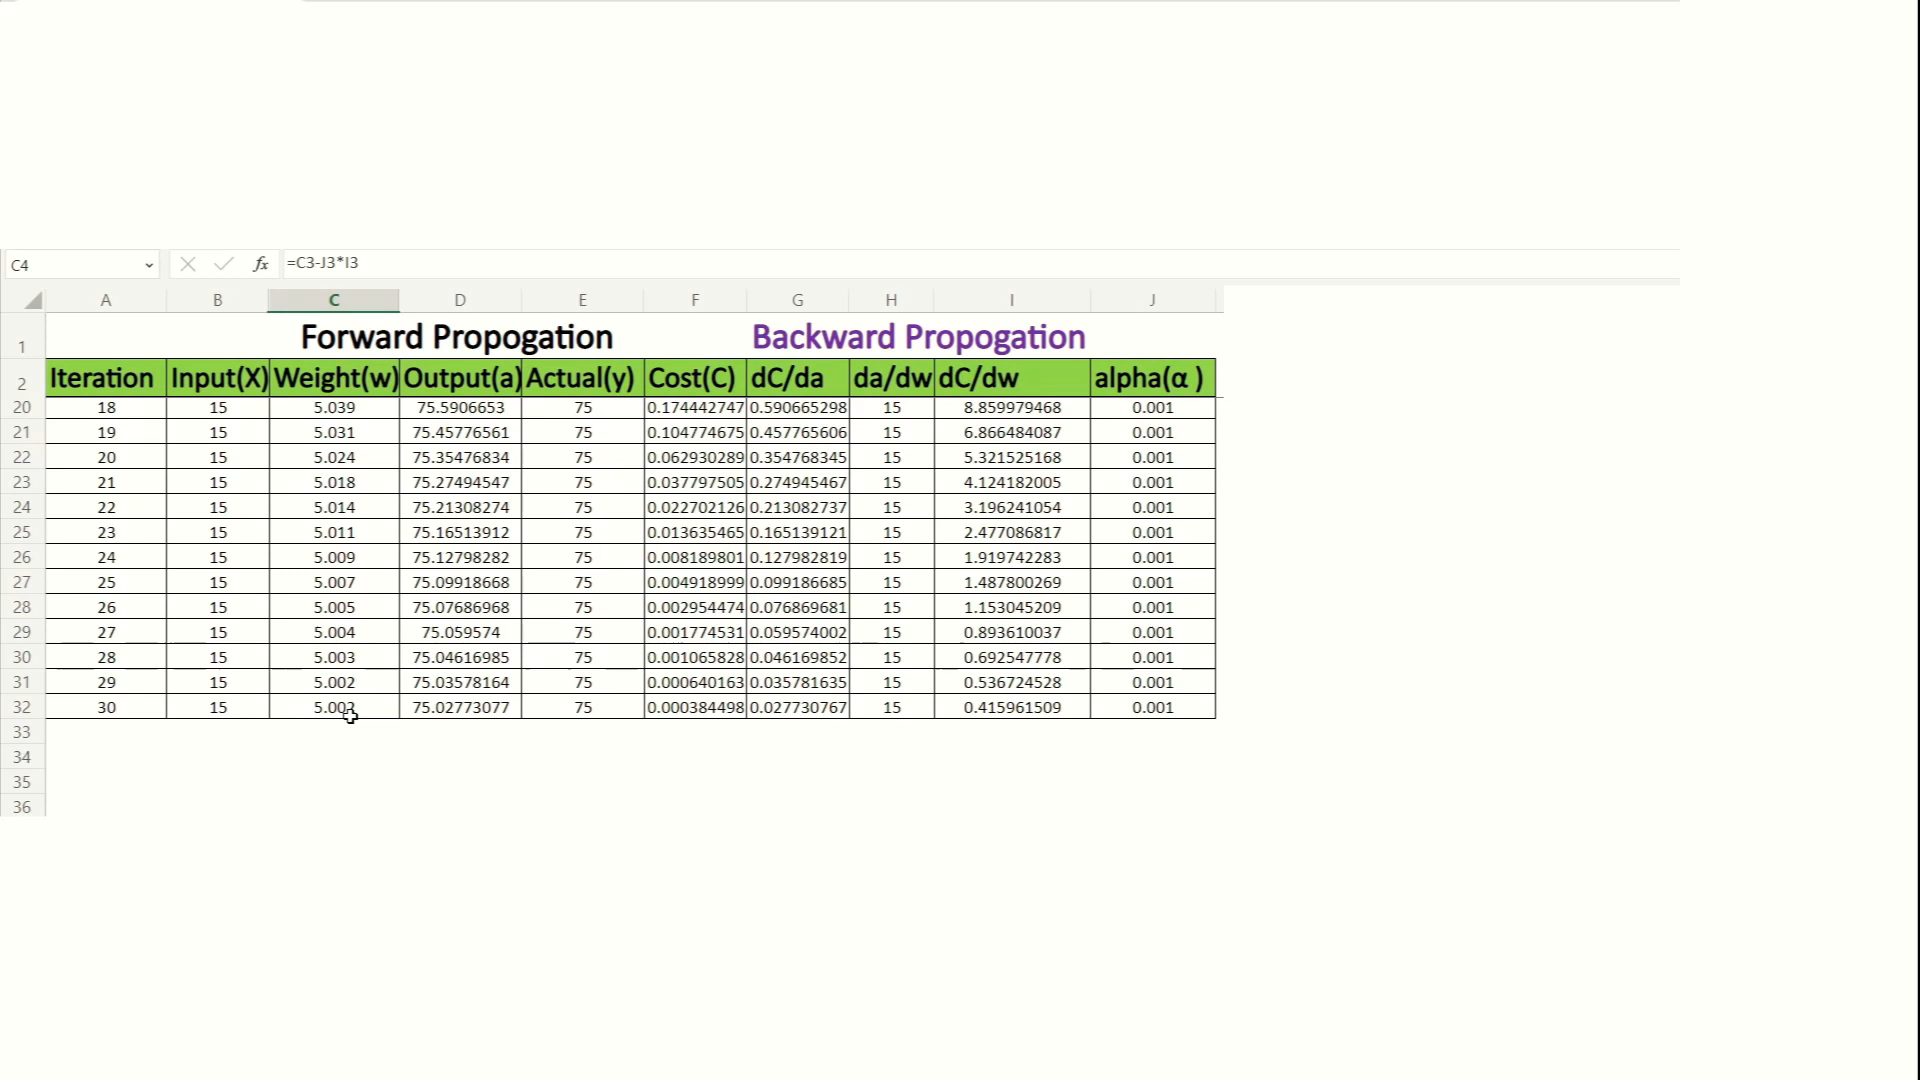 C4 fx =C3-J3*I3
A B C D E F G H I J
1 Forward Propogation Backward Propogation
2 Iteration Input(X) Weight(w) Output(a) Actual(y) Cost(C) dC/da da/dw dC/dw alpha(α )
20 18 15 5.039 75.5906653 75 0.174442747 0.590665298 15 8.859979468 0.001
21 19 15 5.031 75.45776561 75 0.104774675 0.457765606 15 6.866484087 0.001
22 20 15 5.024 75.35476834 75 0.062930289 0.354768345 15 5.321525168 0.001
23 21 15 5.018 75.27494547 75 0.037797505 0.274945467 15 4.124182005 0.001
24 22 15 5.014 75.21308274 75 0.022702126 0.213082737 15 3.196241054 0.001
25 23 15 5.011 75.16513912 75 0.013635465 0.165139121 15 2.477086817 0.001
26 24 15 5.009 75.12798282 75 0.008189801 0.127982819 15 1.919742283 0.001
27 25 15 5.007 75.09918668 75 0.004918999 0.099186685 15 1.487800269 0.001
28 26 15 5.005 75.07686968 75 0.002954474 0.076869681 15 1.153045209 0.001
29 27 15 5.004 75.059574 75 0.001774531 0.059574002 15 0.893610037 0.001
30 28 15 5.003 75.04616985 75 0.001065828 0.046169852 15 0.692547778 0.001
31 29 15 5.002 75.03578164 75 0.000640163 0.035781635 15 0.536724528 0.001
32 30 15 5.002 75.02773077 75 0.000384498 0.027730767 15 0.415961509 0.001
33
34
35
36